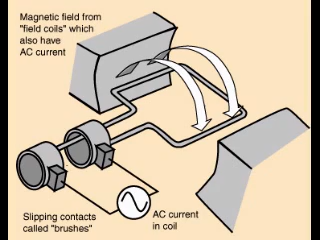 Magnetic field from
"field coils" which
also have
AC current
Slipping contacts
called "brushes"
AC current
in coil